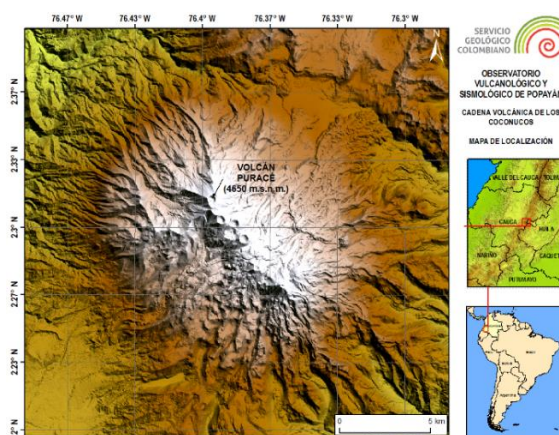 76.47° W
76.43° W
76.4° W
76.37° W
76.3° W
SERVICIO
GEOLÓGICO
COLOMBIANO
OBSERVATORIO
VULCANOLÓGICO Y
SISMOLÓGICO DE POPAYÁN
CADENA VOLCÁNICA DE LOS
COCONUCOS
MAPA DE LOCALIZACIÓN
2.37° N
2.33° N
2.3° N
2.27° N
2.23° N
2° N
VOLCÁN
PURACÉ
(4650 m.s.n.m.)
VALLE DEL CAUCA
TOLIMA
CAUCA
HUILA
NARIÑO
CAQUETÁ
PUTUMAYO
0
5 km